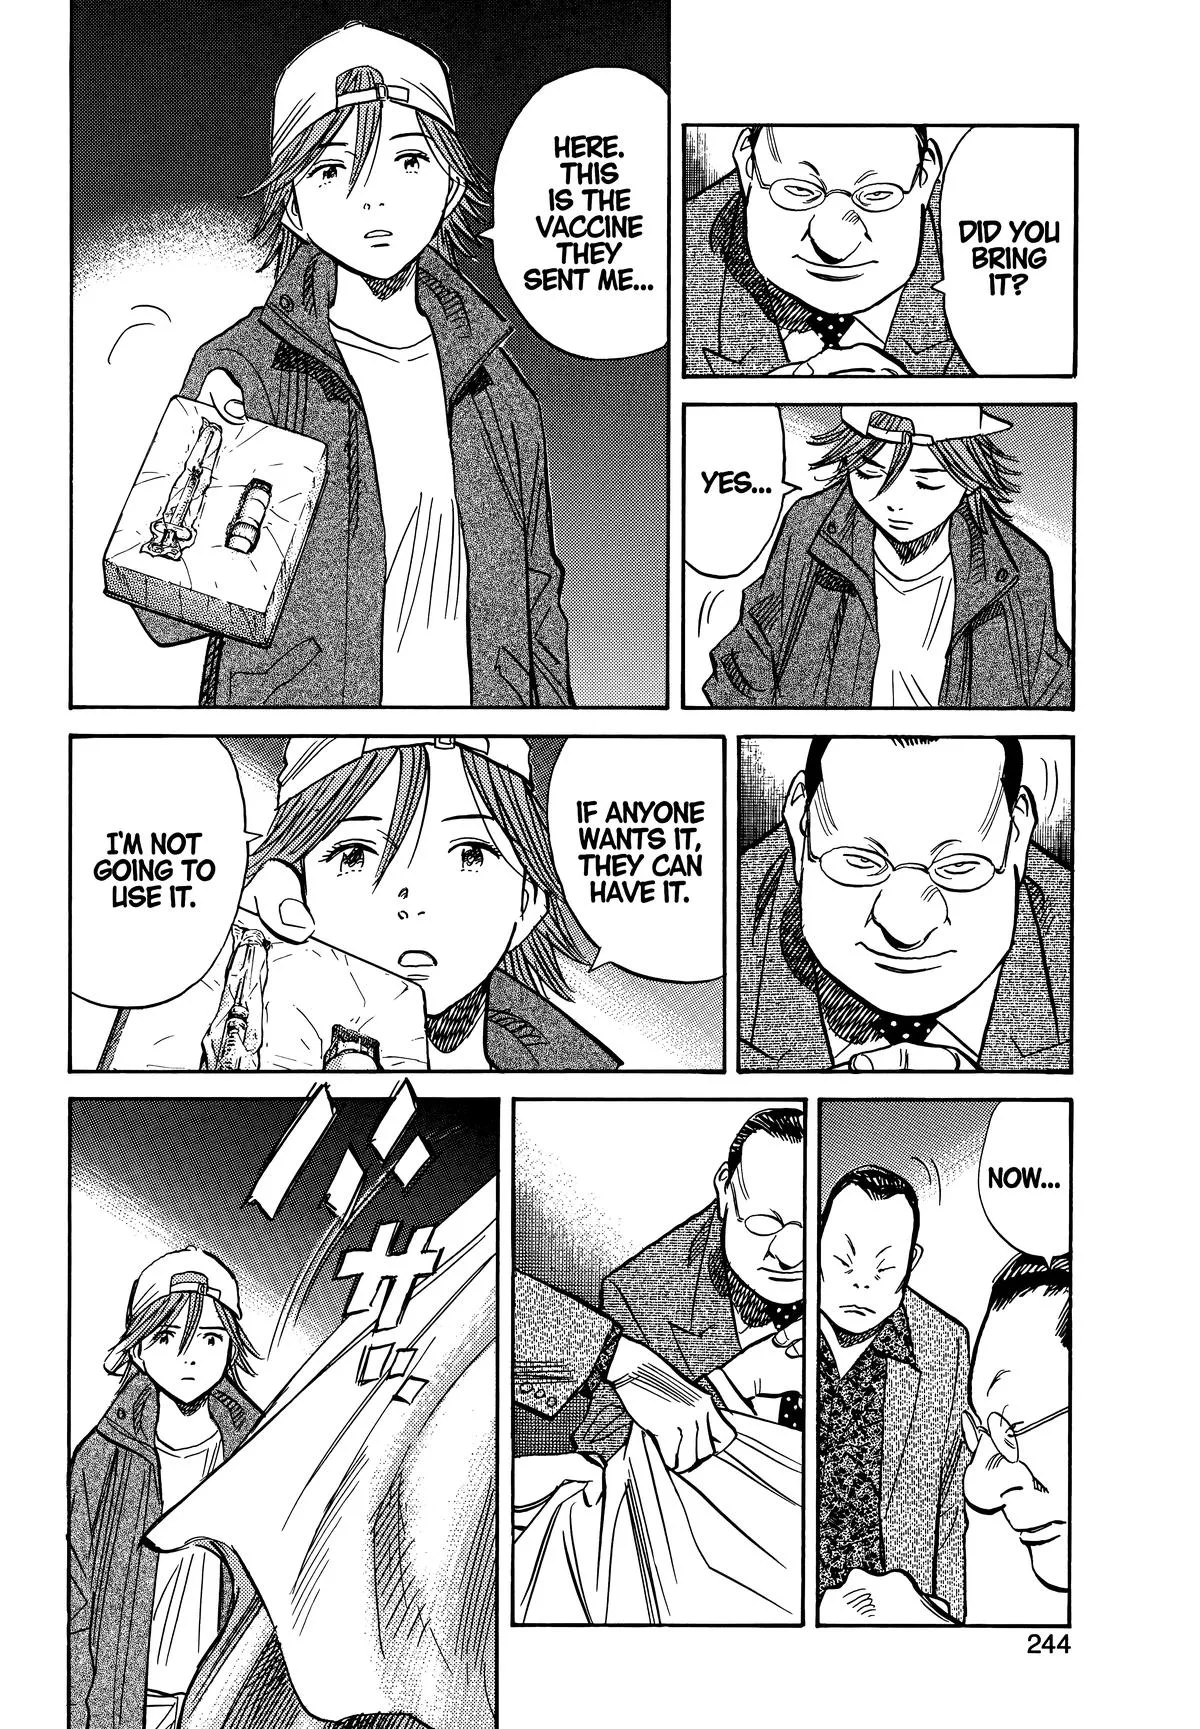 DID YOU
BRING
IT?
YES...
HERE.
THIS
IS THE
VACCINE
THEY
SENT ME...
IF ANYONE
WANTS IT,
THEY CAN
HAVE IT.
I'M NOT
GOING TO
USE IT.
NOW...
バサッ
244